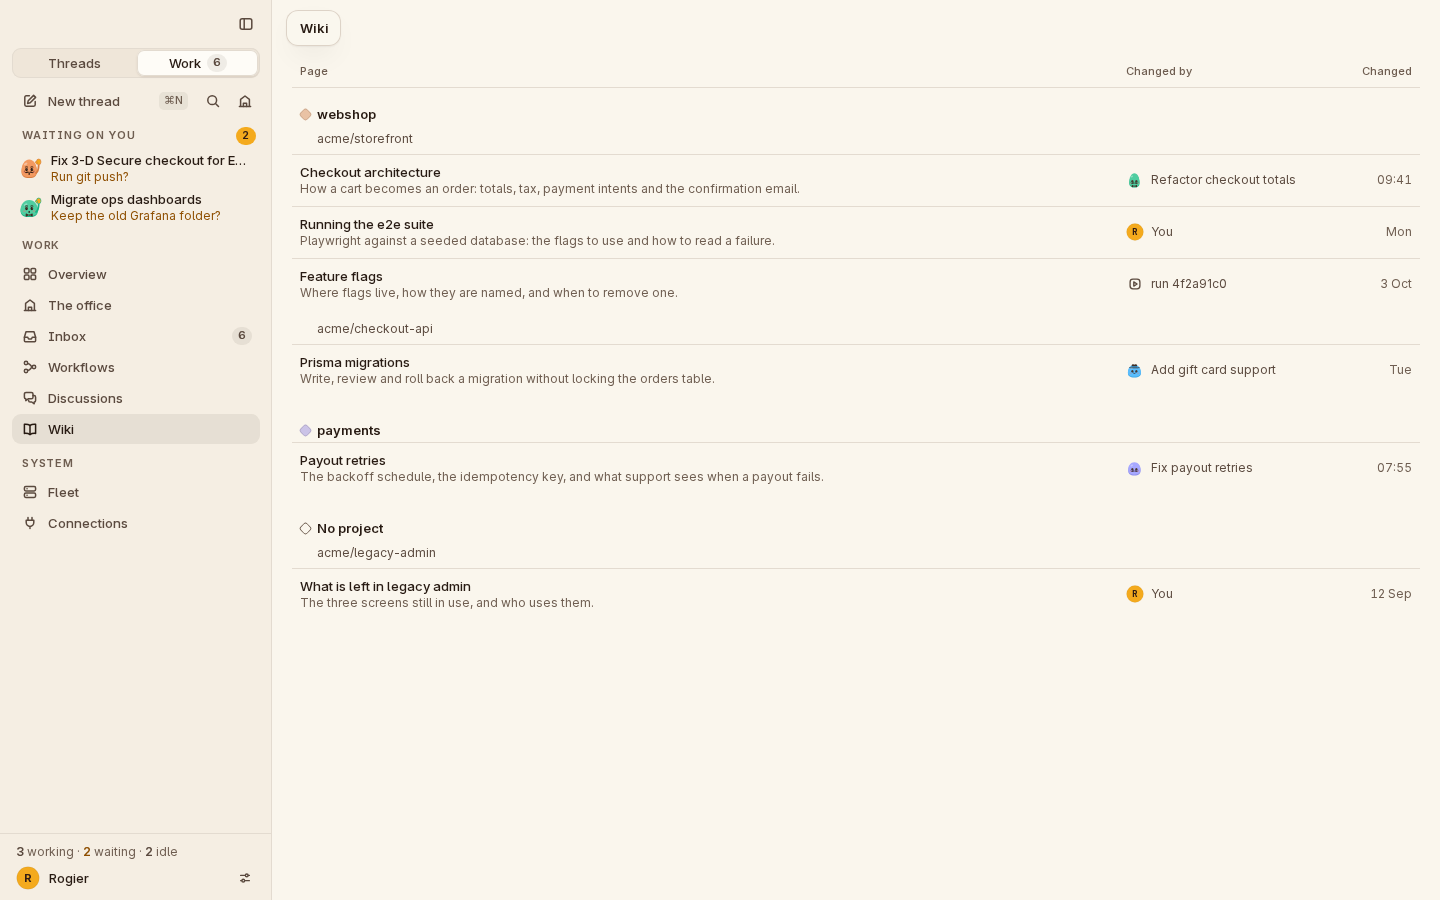 Threads
Work 6
New thread ⌘N
WAITING ON YOU 2
Fix 3-D Secure checkout for E…
Run git push?
Migrate ops dashboards
Keep the old Grafana folder?
WORK
Overview
The office
Inbox 6
Workflows
Discussions
Wiki
SYSTEM
Fleet
Connections
3 working · 2 waiting · 2 idle
R Rogier
Wiki
Page Changed by Changed
webshop
acme/storefront
Checkout architecture
How a cart becomes an order: totals, tax, payment intents and the confirmation email.
Refactor checkout totals 09:41
Running the e2e suite
Playwright against a seeded database: the flags to use and how to read a failure.
R You Mon
Feature flags
Where flags live, how they are named, and when to remove one.
run 4f2a91c0 3 Oct
acme/checkout-api
Prisma migrations
Write, review and roll back a migration without locking the orders table.
Add gift card support Tue
payments
Payout retries
The backoff schedule, the idempotency key, and what support sees when a payout fails.
Fix payout retries 07:55
No project
acme/legacy-admin
What is left in legacy admin
The three screens still in use, and who uses them.
R You 12 Sep